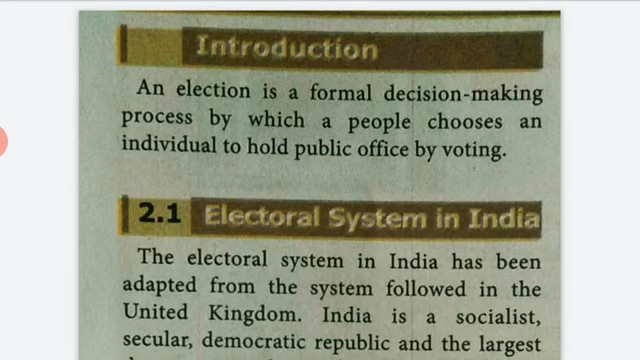 Introduction
An election is a formal decision-making
process by which a people chooses an
individual to hold public office by voting.
2.1 Electoral System in India
The electoral system in India has been
adapted from the system followed in the
United Kingdom. India is a socialist,
secular, democratic republic and the largest